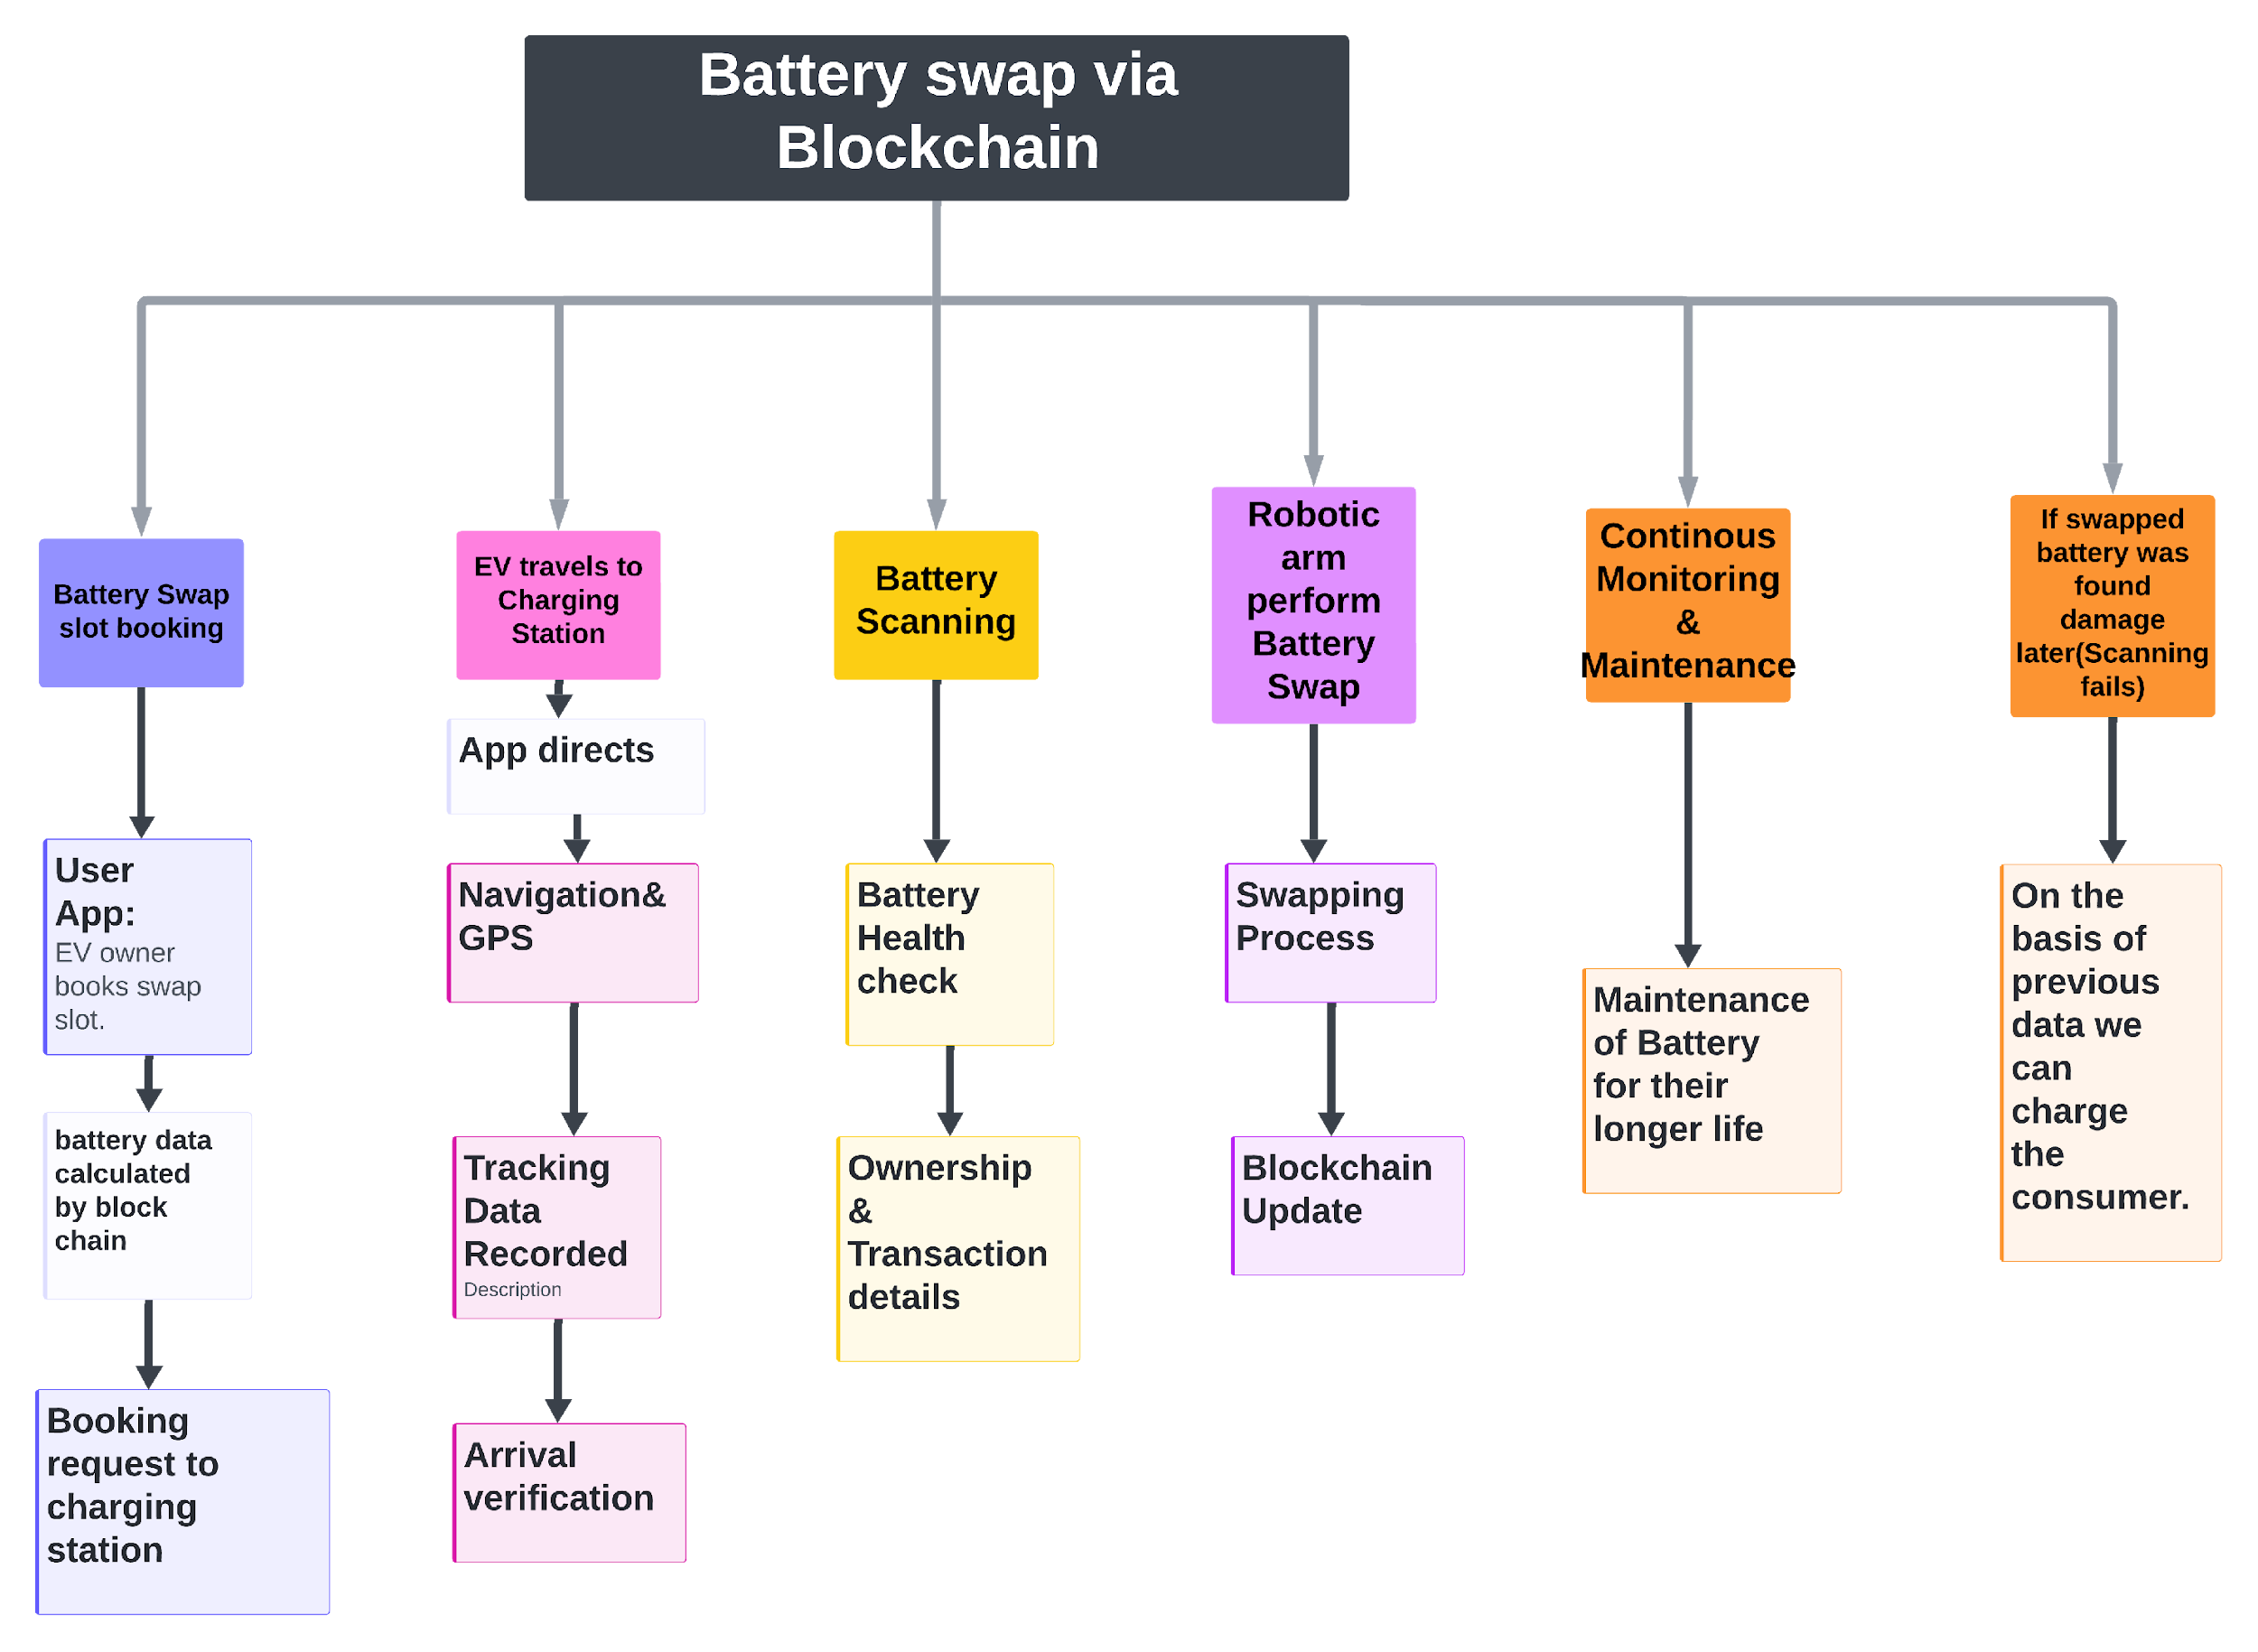 Battery swap via
Blockchain
Battery Swap
slot booking
User
App:
EV owner
books swap
slot.
battery data
calculated
by block
chain
Booking
request to
charging
station
EV travels to
Charging
Station
App directs
Navigation&
GPS
Tracking
Data
Recorded
Description
Arrival
verification
Battery
Scanning
Battery
Health
check
Ownership
&
Transaction
details
Robotic
arm
perform
Battery
Swap
Swapping
Process
Blockchain
Update
Continous
Monitoring
&
Maintenance
Maintenance
of Battery
for their
longer life
If swapped
battery was
found
damage
later(Scanning
fails)
On the
basis of
previous
data we
can
charge
the
consumer.